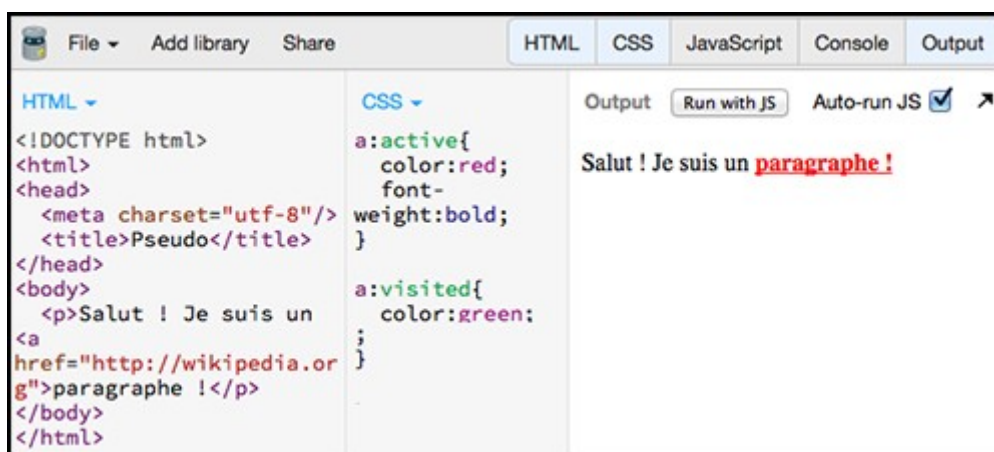 File Add library Share HTML CSS JavaScript Console Output
HTML
<!DOCTYPE html>
<html>
<head>
<meta charset="utf-8"/>
<title>Pseudo</title>
</head>
<body>
<p>Salut ! Je suis un
<a
href="http://wikipedia.or
g">paragraphe !</p>
</body>
</html>
CSS
a:active{
color:red;
font-
weight:bold;
}
a:visited{
color:green;
;
}
Output Run with JS Auto-run JS
Salut ! Je suis un paragraphe !